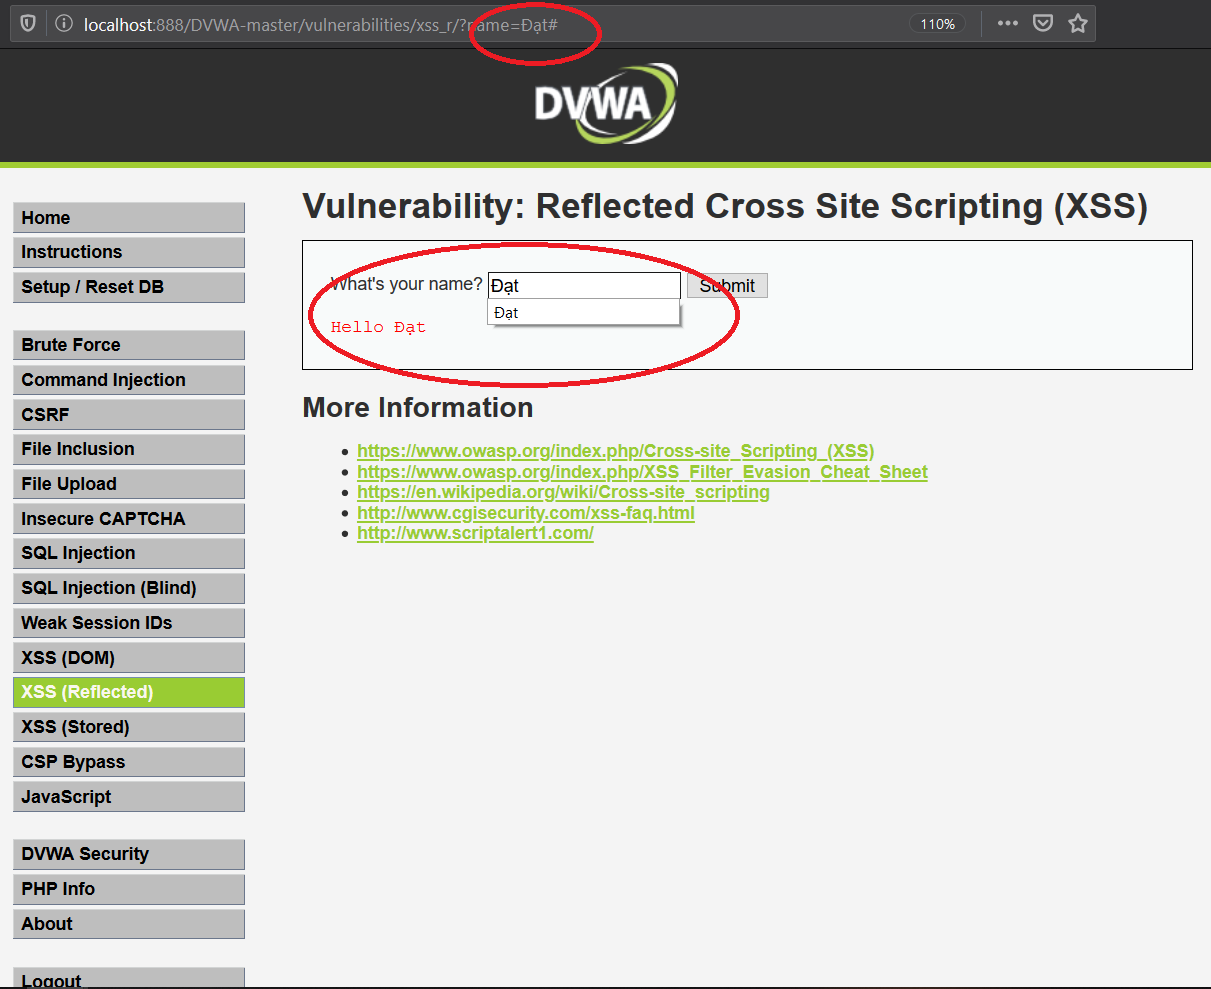 localhost:888/DVWA-master/vulnerabilities/xss_r/?name=Đạt#
110%
DVWA
Home
Instructions
Setup / Reset DB
Brute Force
Command Injection
CSRF
File Inclusion
File Upload
Insecure CAPTCHA
SQL Injection
SQL Injection (Blind)
Weak Session IDs
XSS (DOM)
XSS (Reflected)
XSS (Stored)
CSP Bypass
JavaScript
DVWA Security
PHP Info
About
Logout
Vulnerability: Reflected Cross Site Scripting (XSS)
What's your name? Đạt Submit
Đạt
Hello Đạt
More Information
https://www.owasp.org/index.php/Cross-site_Scripting_(XSS)
https://www.owasp.org/index.php/XSS_Filter_Evasion_Cheat_Sheet
https://en.wikipedia.org/wiki/Cross-site_scripting
http://www.cgisecurity.com/xss-faq.html
http://www.scriptalert1.com/